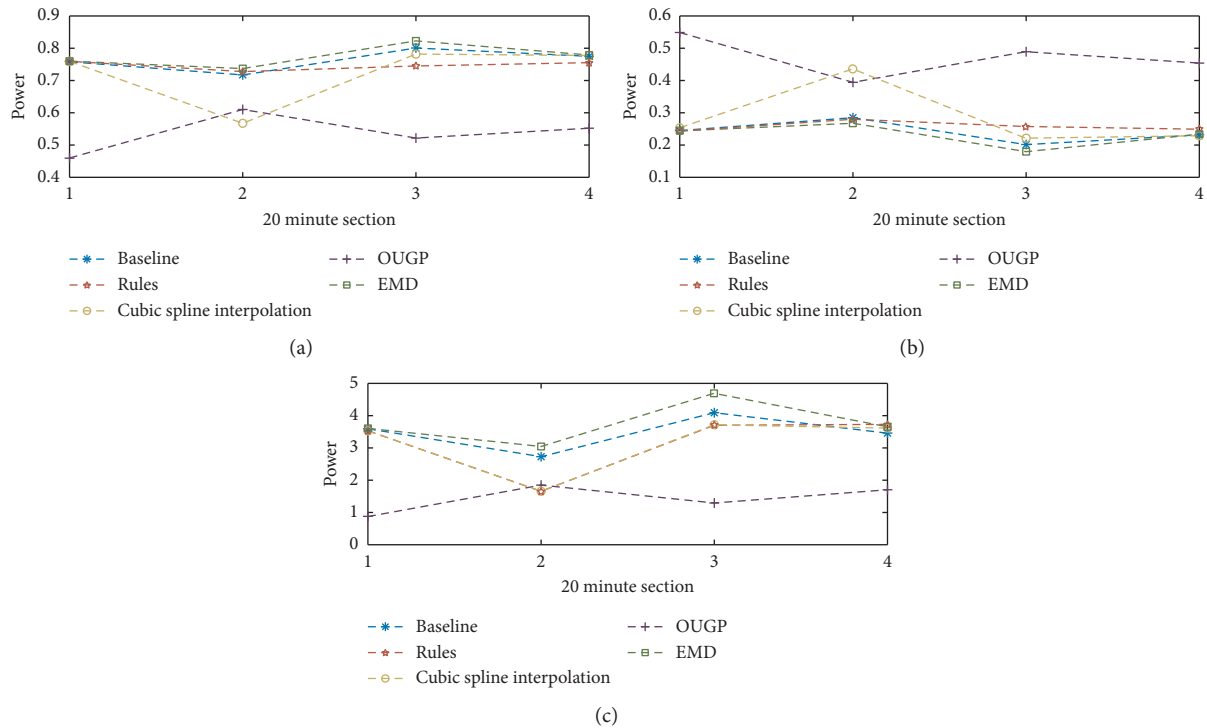 0.9
0.8
0.7
0.6
0.5
0.4
Power
1
2
3
4
20 minute section
Baseline
Rules
Cubic spline interpolation
OUGP
EMD
(a)
0.6
0.5
0.4
0.3
0.2
0.1
Power
1
2
3
4
20 minute section
Baseline
Rules
Cubic spline interpolation
OUGP
EMD
(b)
5
4
3
2
1
0
Power
1
2
3
4
20 minute section
Baseline
Rules
Cubic spline interpolation
OUGP
EMD
(c)